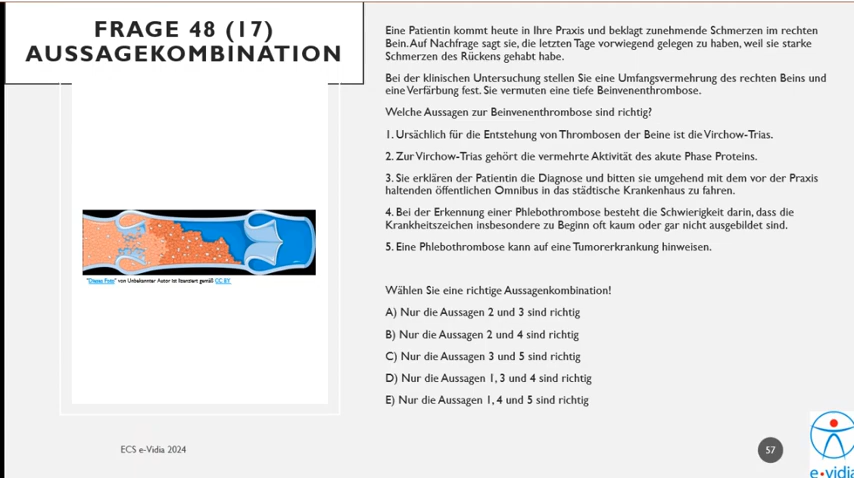 FRAGE 48 (17)
AUSSAGEKOMBINATION
"Dieses Foto" von Unbekannter Autor ist lizenziert gemäß CC BY
Eine Patientin kommt heute in Ihre Praxis und beklagt zunehmende Schmerzen im rechten
Bein. Auf Nachfrage sagt sie, die letzten Tage vorwiegend gelegen zu haben, weil sie starke
Schmerzen des Rückens gehabt habe.
Bei der klinischen Untersuchung stellen Sie eine Umfangsvermehrung des rechten Beins und
eine Verfärbung fest. Sie vermuten eine tiefe Beinvenenthrombose.
Welche Aussagen zur Beinvenenthrombose sind richtig?
1. Ursächlich für die Entstehung von Thrombosen der Beine ist die Virchow-Trias.
2. Zur Virchow-Trias gehört die vermehrte Aktivität des akute Phase Proteins.
3. Sie erklären der Patientin die Diagnose und bitten sie umgehend mit dem vor der Praxis
haltenden öffentlichen Omnibus in das städtische Krankenhaus zu fahren.
4. Bei der Erkennung einer Phlebothrombose besteht die Schwierigkeit darin, dass die
Krankheitszeichen insbesondere zu Beginn oft kaum oder gar nicht ausgebildet sind.
5. Eine Phlebothrombose kann auf eine Tumorerkrankung hinweisen.
Wählen Sie eine richtige Aussagenkombination!
A) Nur die Aussagen 2 und 3 sind richtig
B) Nur die Aussagen 2 und 4 sind richtig
C) Nur die Aussagen 3 und 5 sind richtig
D) Nur die Aussagen 1, 3 und 4 sind richtig
E) Nur die Aussagen 1, 4 und 5 sind richtig
ECS e-Vidia 2024
57
e•vidia